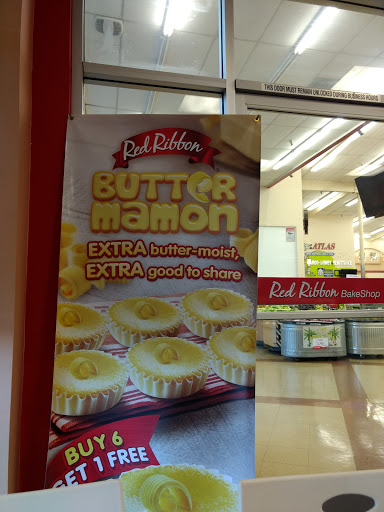 THIS DOOR MUST REMAIN UNLOCKED DURING BUSINESS HOURS
Red Ribbon
BUTTER
mamon
EXTRA butter-moist,
EXTRA good to share
ATLAS
Red Ribbon BakeShop
BUY 6
GET 1 FREE